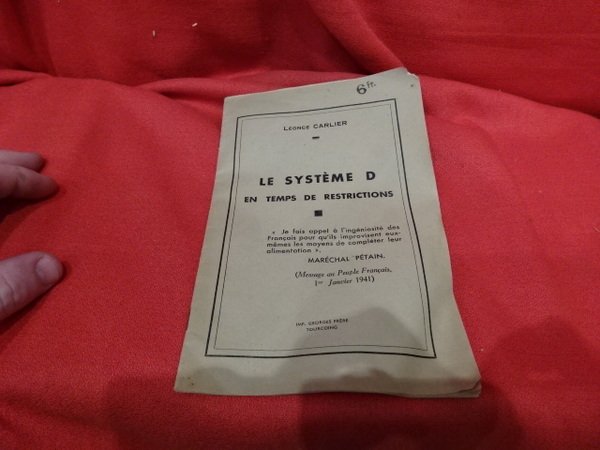 6 fr.
LÉONCE CARLIER
LE SYSTÈME D
EN TEMPS DE RESTRICTIONS
« Je fais appel à l'ingéniosité des
Français pour qu'ils improvisent eux-
mêmes les moyens de compléter leur
alimentation ».
MARÉCHAL PÉTAIN.
(Message au Peuple Français,
1er Janvier 1941)
IMP. GEORGES FRÈRE
TOURCOING